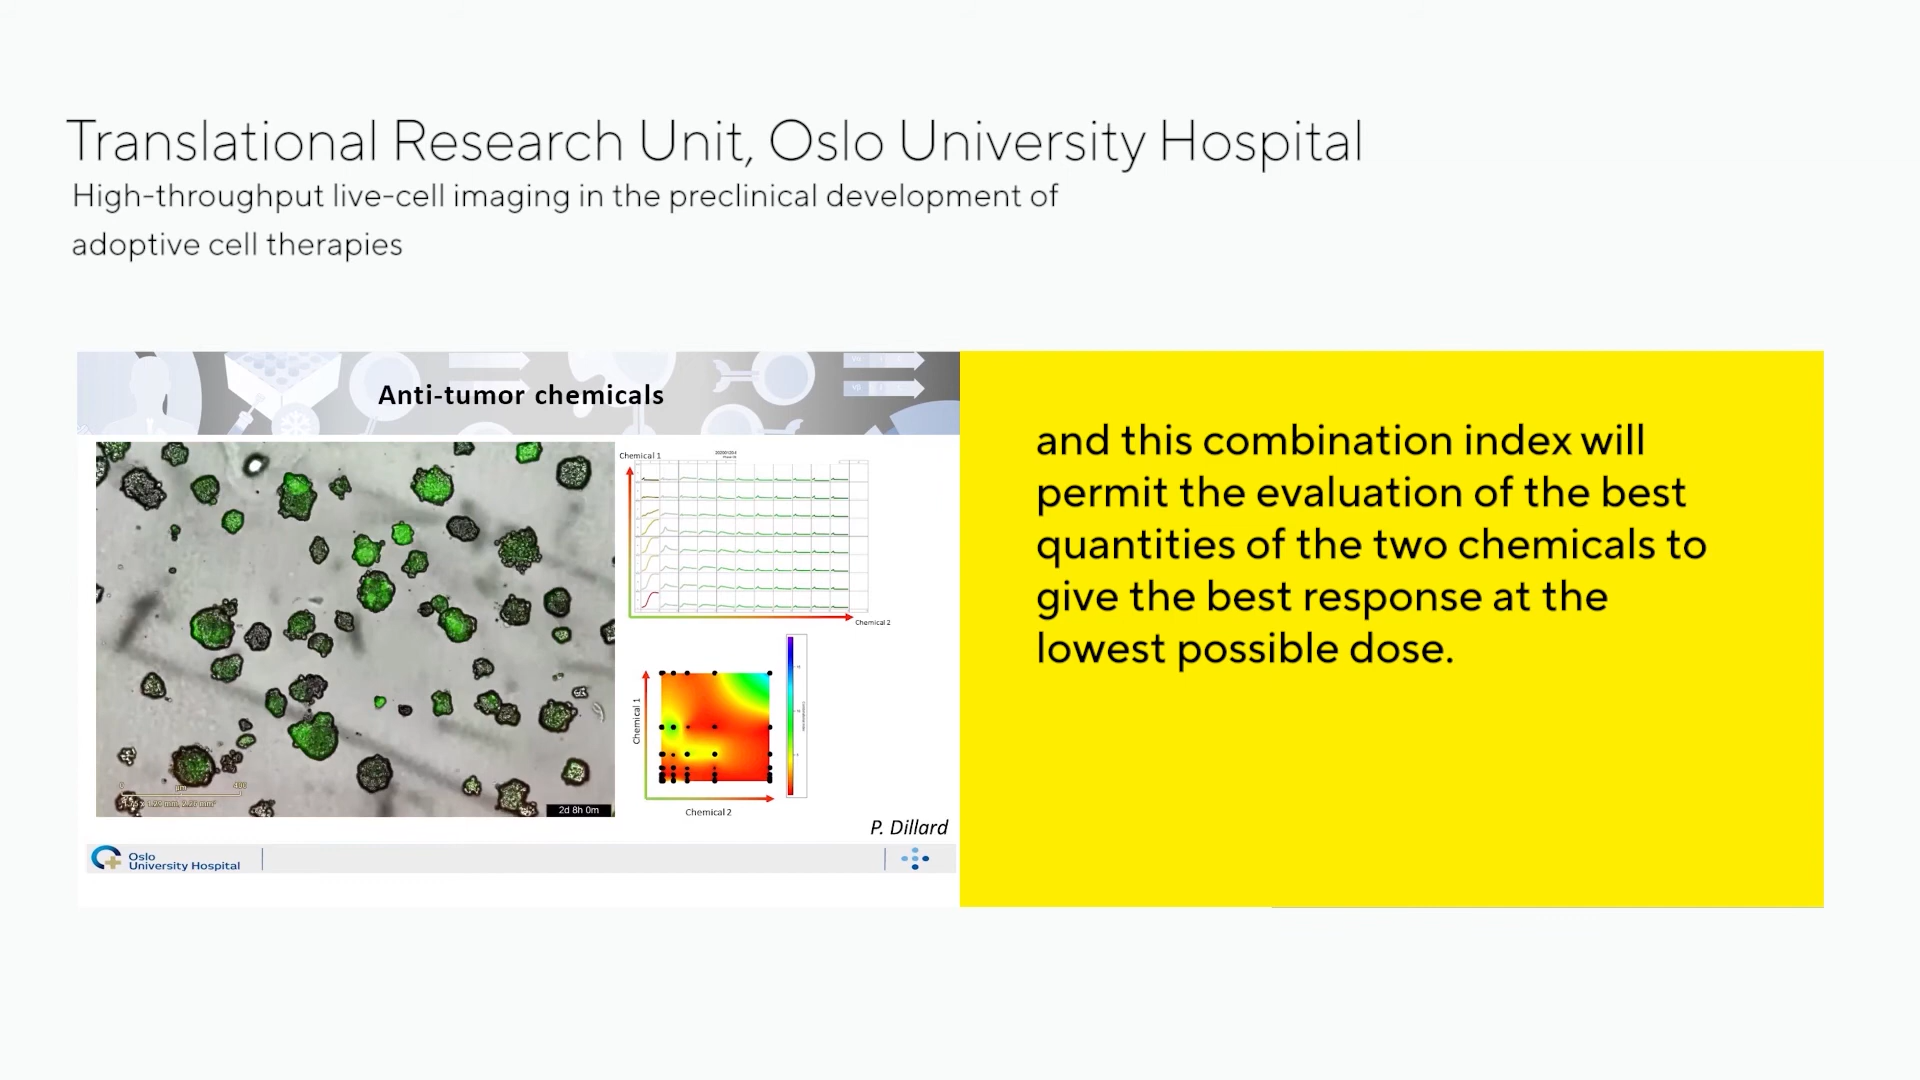 Translational Research Unit, Oslo University Hospital
High-throughput live-cell imaging in the preclinical development of
adoptive cell therapies
Anti-tumor chemicals
Chemical 1
Chemical 2
Chemical 1
Chemical 2
0
µm
400
2d 8h 0m
P. Dillard
Oslo
University Hospital
and this combination index will
permit the evaluation of the best
quantities of the two chemicals to
give the best response at the
lowest possible dose.